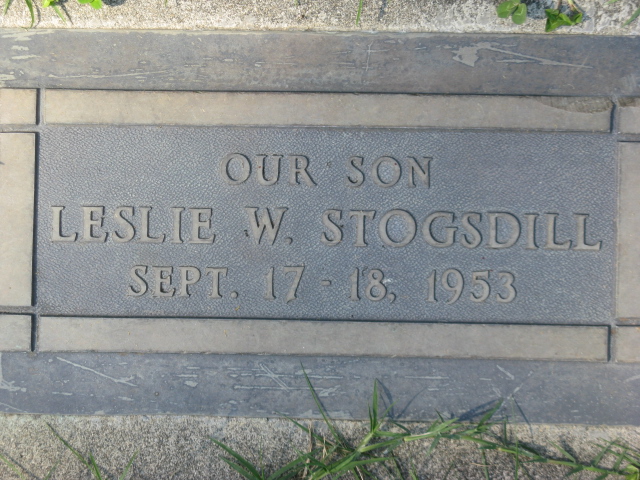 OUR SON
LESLIE W. STOGSDILL
SEPT. 17 - 18, 1953